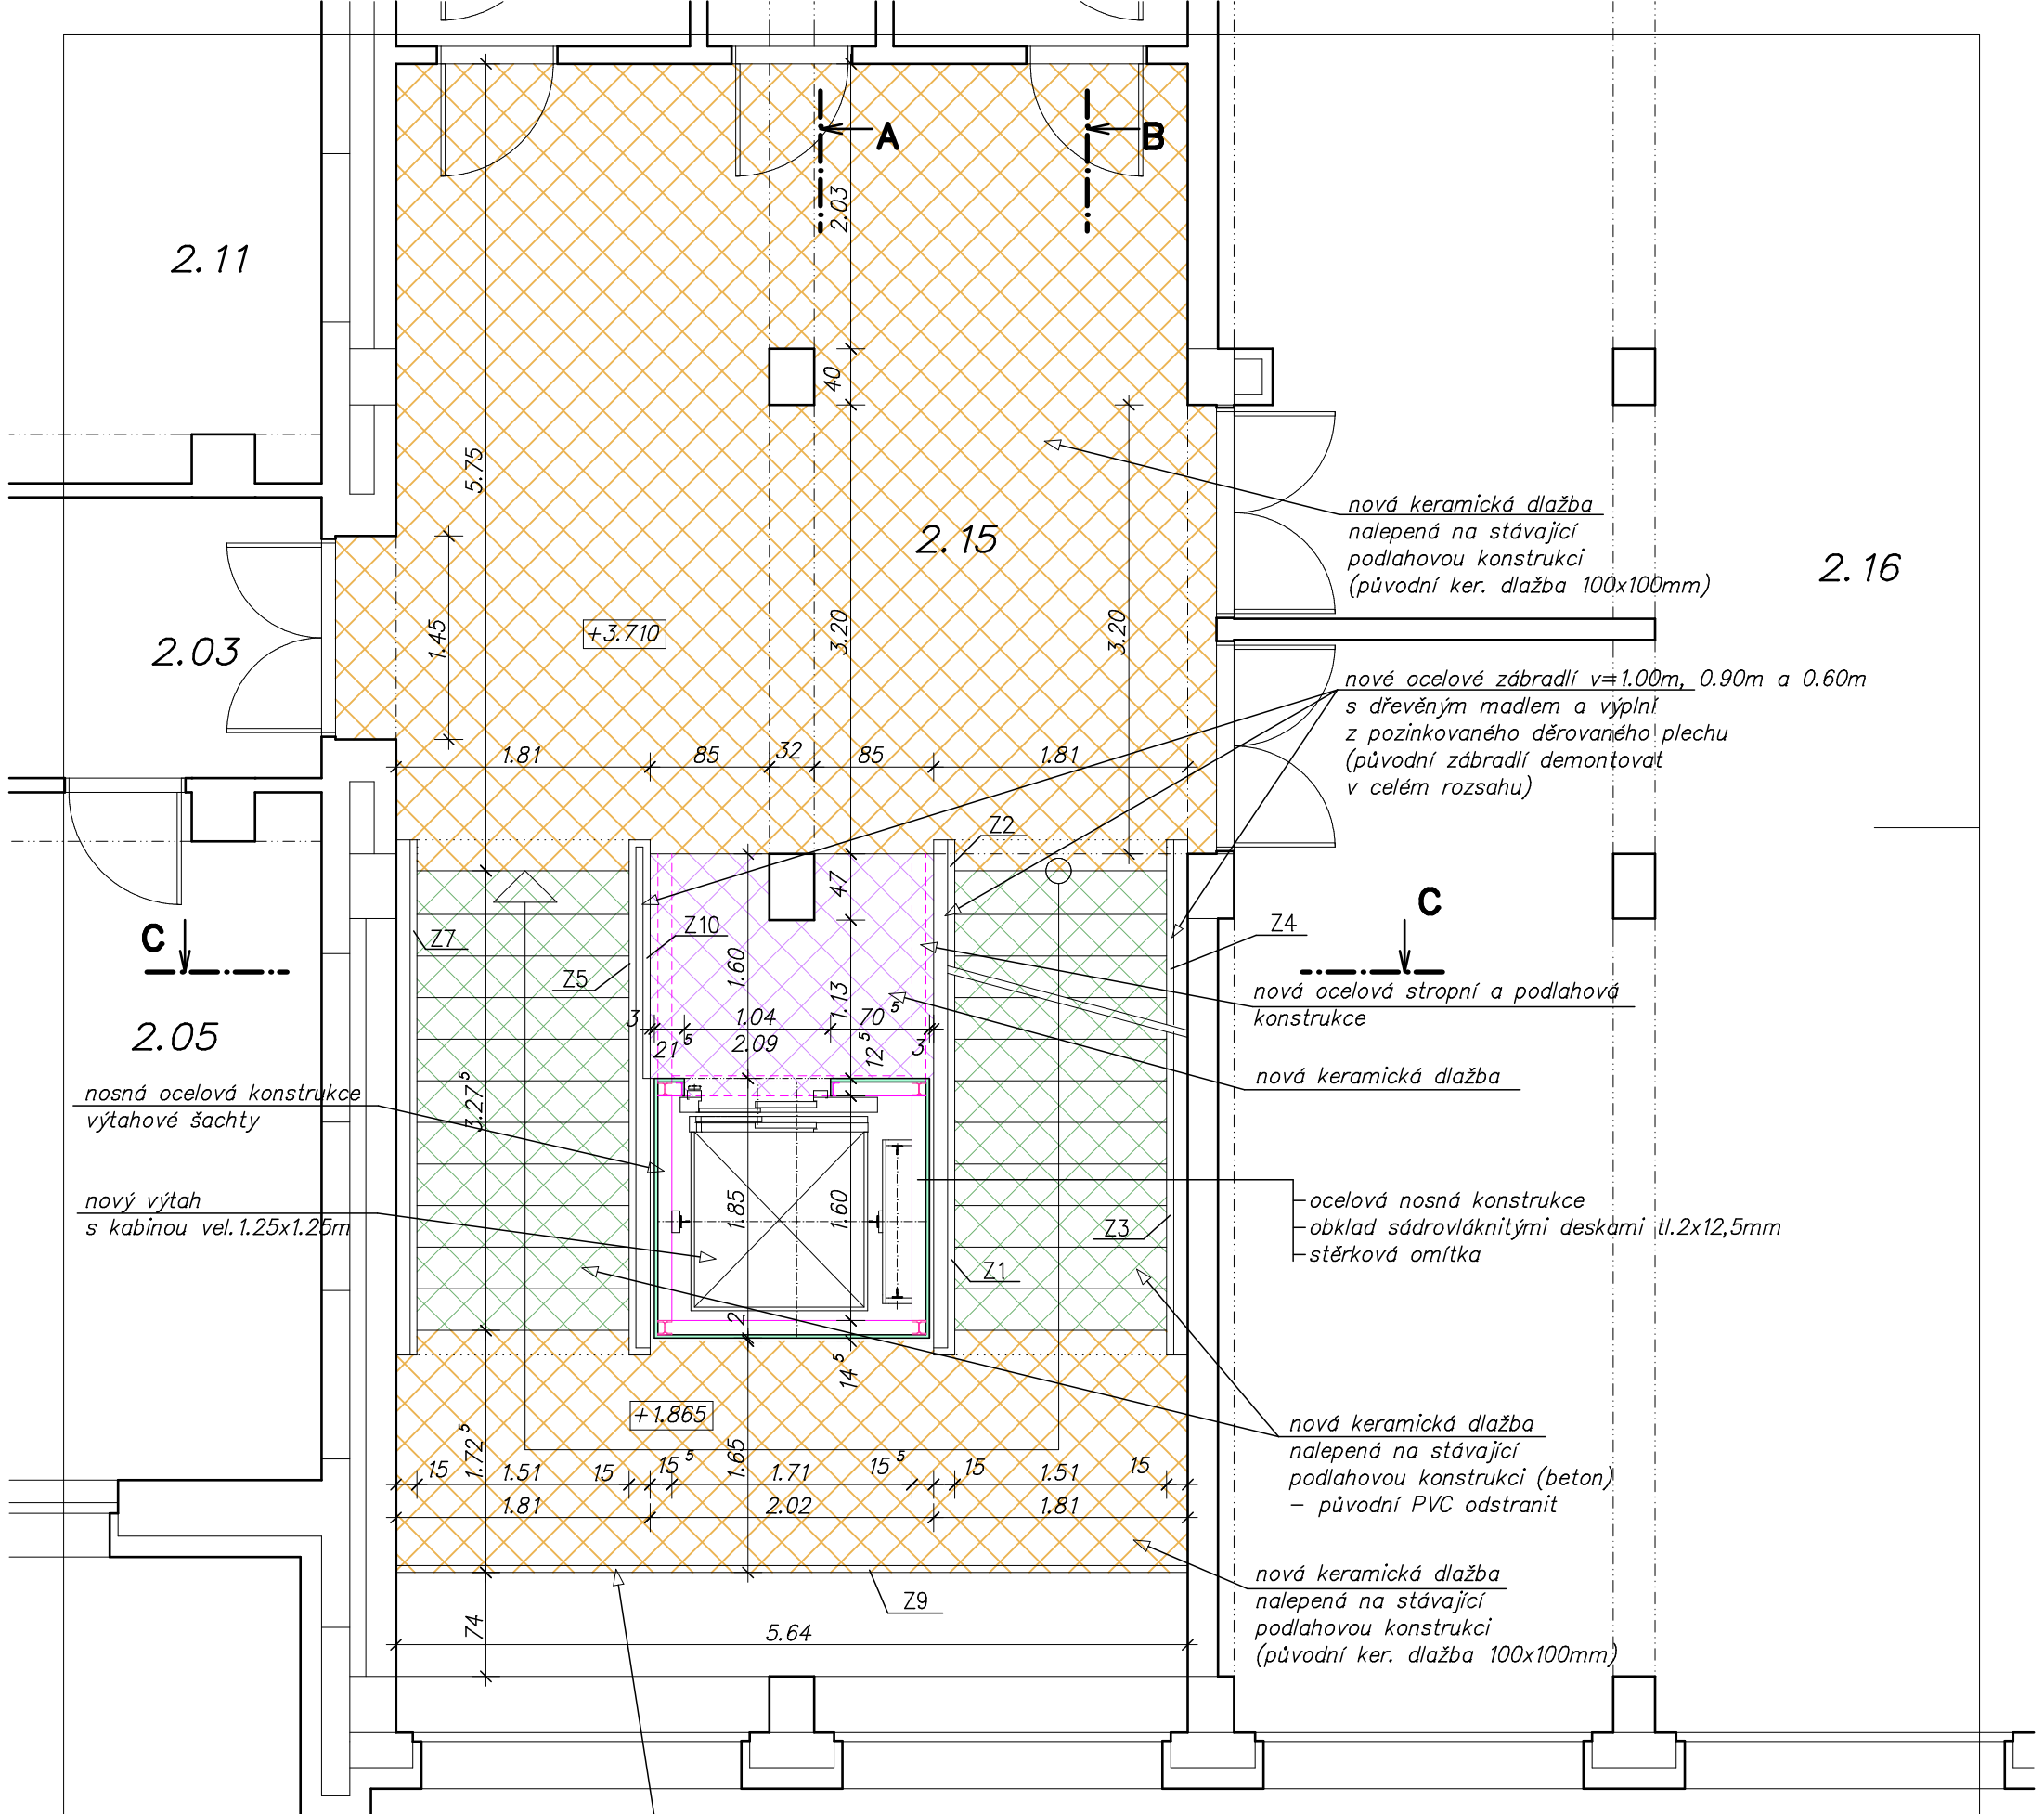 A
B
2.03
2.11
40
5.75
nová keramická dlažba
nalepená na stávající
podlahovou konstrukci
(původní ker. dlažba 100x100mm)
2.15
2.16
2.03
1.45
+3.710
3.20
3.20
nové ocelové zábradlí v=1.00m, 0.90m a 0.60m
s dřevěným madlem a výplní
z pozinkovaného děrovaného plechu
(původní zábradlí demontovat
v celém rozsahu)
1.81
85
32
85
1.81
Z2
47
C
Z7
Z10
Z5
1.60
1.13
Z4
C
nová ocelová stropní a podlahová
konstrukce
2.05
3
1.04
70 5
21 5
2.09
12 5
3
nová keramická dlažba
nosná ocelová konstrukce
výtahové šachty
3.27 5
nový výtah
s kabinou vel.1.25x1.25m
1.85
1.60
Z3
Z1
ocelová nosná konstrukce
obklad sádrovláknitými deskami tl.2x12,5mm
stěrková omítka
2
14 5
+1.865
nová keramická dlažba
nalepená na stávající
podlahovou konstrukci (beton)
– původní PVC odstranit
1.72 5
1.65
15
1.51
15
15 5
1.71
15 5
15
1.51
15
1.81
2.02
1.81
nová keramická dlažba
nalepená na stávající
podlahovou konstrukci
(původní ker. dlažba 100x100mm)
Z9
74
5.64